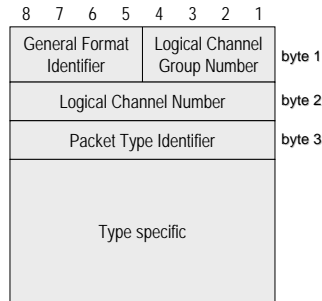 8 7 6 5 4 3 2 1
General Format
Identifier
Logical Channel
Group Number
byte 1
Logical Channel Number
byte 2
Packet Type Identifier
byte 3
Type specific